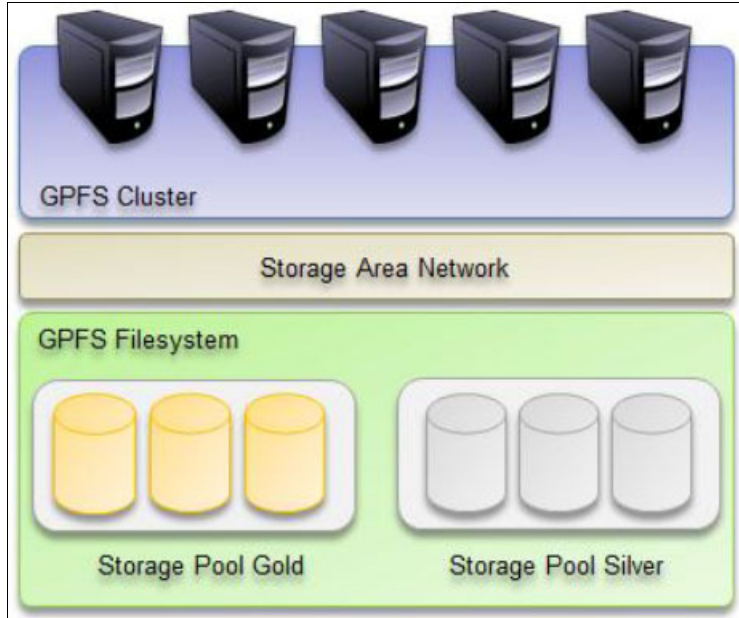 GPFS Cluster
Storage Area Network
GPFS Filesystem
Storage Pool Gold
Storage Pool Silver